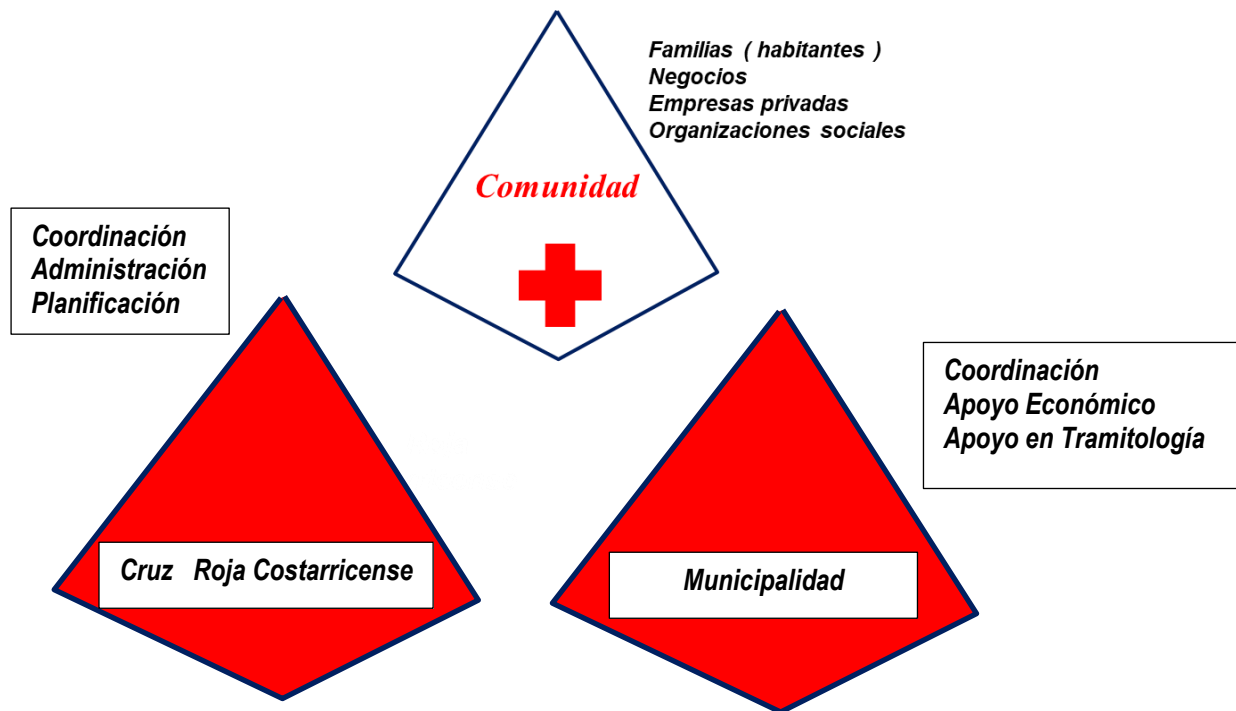 Familias ( habitantes )
Negocios
Empresas privadas
Organizaciones sociales
Comunidad
Coordinación
Administración
Planificación
Coordinación
Apoyo Económico
Apoyo en Tramitología
Cruz Roja Costarricense
Municipalidad